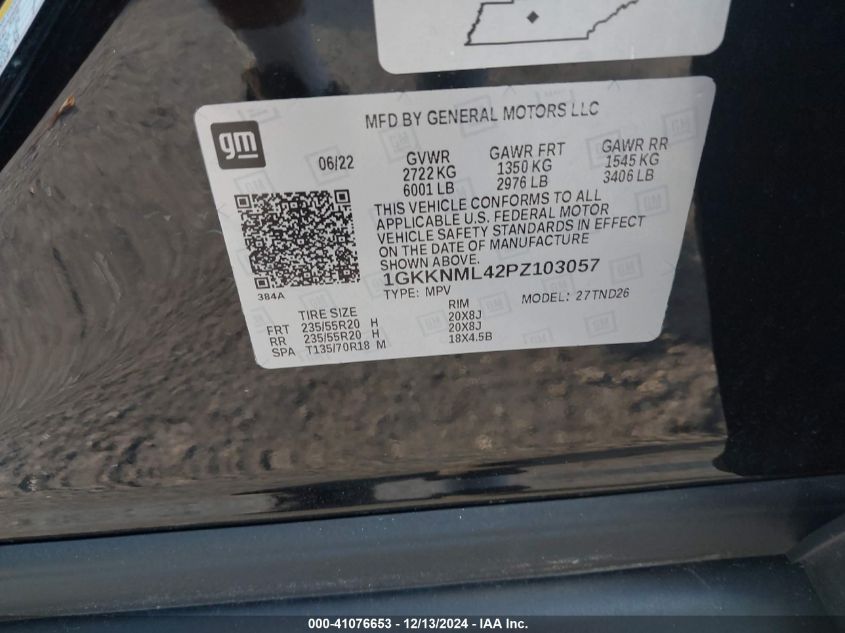 MFD BY GENERAL MOTORS LLC
gm
06/22 GVWR GAWR FRT GAWR RR
2722 KG 1350 KG 1545 KG
6001 LB 2976 LB 3406 LB
THIS VEHICLE CONFORMS TO ALL
APPLICABLE U.S. FEDERAL MOTOR
VEHICLE SAFETY STANDARDS IN EFFECT
ON THE DATE OF MANUFACTURE
SHOWN ABOVE.
1GKKNML42PZ103057
384A TYPE: MPV MODEL: 27TND26
TIRE SIZE RIM
FRT 235/55R20 H 20X8J
RR 235/55R20 H 20X8J
SPA T135/70R18 M 18X4.5B
000-41076653 - 12/13/2024 - IAA Inc.